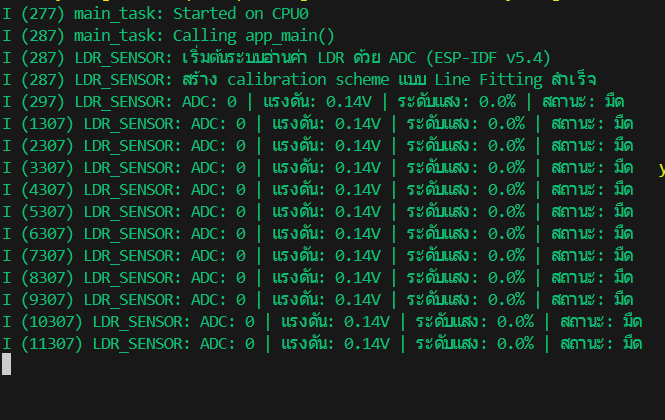 I (277) main_task: Started on CPU0
I (287) main_task: Calling app_main()
I (287) LDR_SENSOR: เริ่มต้นระบบอ่านค่า LDR ด้วย ADC (ESP-IDF v5.4)
I (287) LDR_SENSOR: สร้าง calibration scheme แบบ Line Fitting สำเร็จ
I (297) LDR_SENSOR: ADC: 0 | แรงดัน: 0.14V | ระดับแสง: 0.0% | สถานะ: มืด
I (1307) LDR_SENSOR: ADC: 0 | แรงดัน: 0.14V | ระดับแสง: 0.0% | สถานะ: มืด
I (2307) LDR_SENSOR: ADC: 0 | แรงดัน: 0.14V | ระดับแสง: 0.0% | สถานะ: มืด
I (3307) LDR_SENSOR: ADC: 0 | แรงดัน: 0.14V | ระดับแสง: 0.0% | สถานะ: มืด
I (4307) LDR_SENSOR: ADC: 0 | แรงดัน: 0.14V | ระดับแสง: 0.0% | สถานะ: มืด
I (5307) LDR_SENSOR: ADC: 0 | แรงดัน: 0.14V | ระดับแสง: 0.0% | สถานะ: มืด
I (6307) LDR_SENSOR: ADC: 0 | แรงดัน: 0.14V | ระดับแสง: 0.0% | สถานะ: มืด
I (7307) LDR_SENSOR: ADC: 0 | แรงดัน: 0.14V | ระดับแสง: 0.0% | สถานะ: มืด
I (8307) LDR_SENSOR: ADC: 0 | แรงดัน: 0.14V | ระดับแสง: 0.0% | สถานะ: มืด
I (9307) LDR_SENSOR: ADC: 0 | แรงดัน: 0.14V | ระดับแสง: 0.0% | สถานะ: มืด
I (10307) LDR_SENSOR: ADC: 0 | แรงดัน: 0.14V | ระดับแสง: 0.0% | สถานะ: มืด
I (11307) LDR_SENSOR: ADC: 0 | แรงดัน: 0.14V | ระดับแสง: 0.0% | สถานะ: มืด